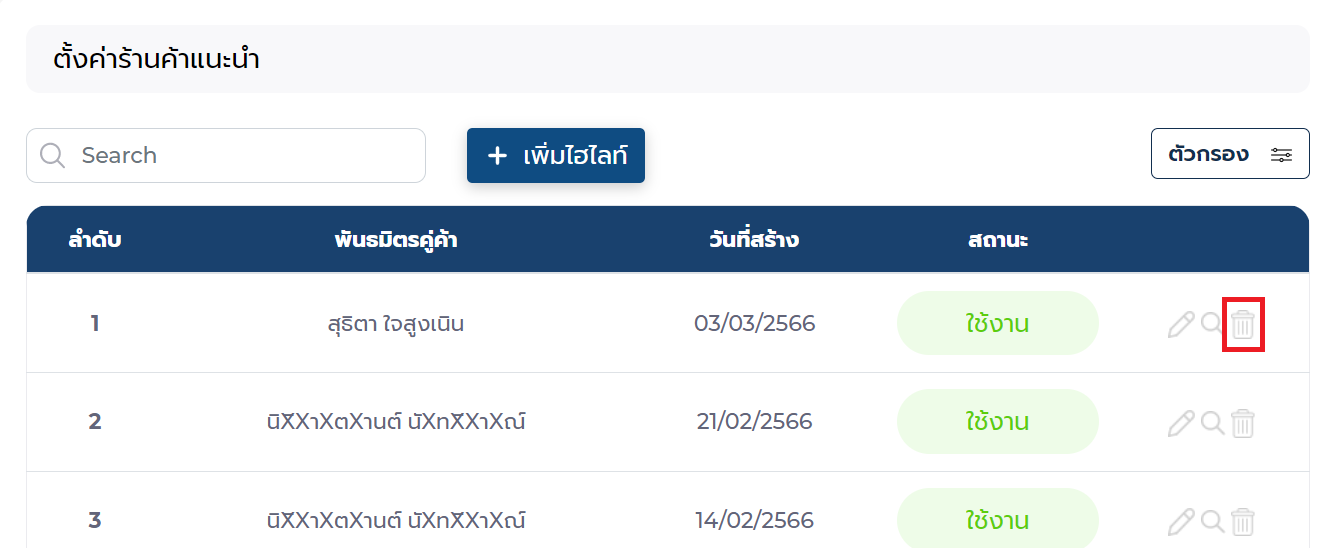 ตั้งค่าร้านค้าแนะนำ
Search
+ เพิ่มไฮไลท์
ตัวกรอง
ลำดับ พันธมิตรคู่ค้า วันที่สร้าง สถานะ
1 สุธิตา ใจสูงเนิน 03/03/2566 ใช้งาน
2 นิXัXาXตXานต์ นัXทXัXาXณ์ 21/02/2566 ใช้งาน
3 นิXัXาXตXานต์ นัXทXัXาXณ์ 14/02/2566 ใช้งาน